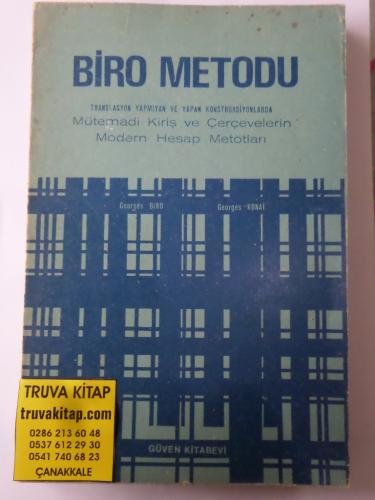 BİRO METODU
TRANSLASYON YAPMIYAN VE YAPAN KONSTRÜKSİYONLARDA
Mütemadi Kiriş ve Çerçevelerin
Modern Hesap Metotları
Georges BİRO Georges KONAİ
GÜVEN KİTABEVİ
TRUVA KİTAP
truvakitap.com
0286 213 60 48
0537 612 29 30
0541 740 68 23
ÇANAKKALE